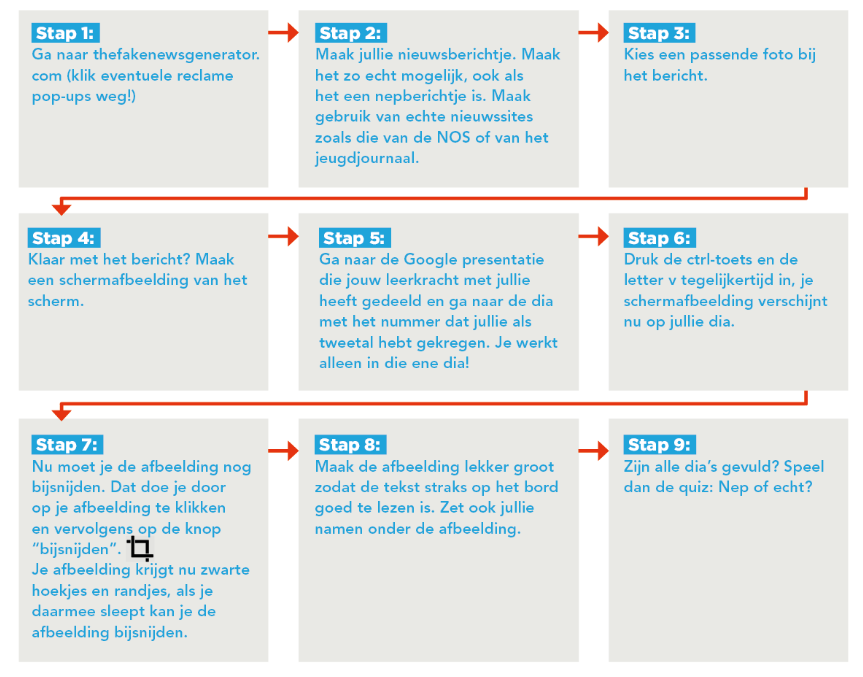 Stap 1:
Ga naar thefakenewsgenerator.
com (klik eventuele reclame
pop-ups weg!)
Stap 2:
Maak jullie nieuwsberichtje. Maak
het zo echt mogelijk, ook als
het een nepberichtje is. Maak
gebruik van echte nieuwssites
zoals die van de NOS of van het
jeugdjournaal.
Stap 3:
Kies een passende foto bij
het bericht.
Stap 4:
Klaar met het bericht? Maak
een schermafbeelding van het
scherm.
Stap 5:
Ga naar de Google presentatie
die jouw leerkracht met jullie
heeft gedeeld en ga naar de dia
met het nummer dat jullie als
tweetal hebt gekregen. Je werkt
alleen in die ene dia!
Stap 6:
Druk de ctrl-toets en de
letter v tegelijkertijd in, je
schermafbeelding verschijnt
nu op jullie dia.
Stap 7:
Nu moet je de afbeelding nog
bijsnijden. Dat doe je door
op je afbeelding te klikken
en vervolgens op de knop
“bijsnijden”.
Je afbeelding krijgt nu zwarte
hoekjes en randjes, als je
daarmee sleept kan je de
afbeelding bijsnijden.
Stap 8:
Maak de afbeelding lekker groot
zodat de tekst straks op het bord
goed te lezen is. Zet ook jullie
namen onder de afbeelding.
Stap 9:
Zijn alle dia’s gevuld? Speel
dan de quiz: Nep of echt?